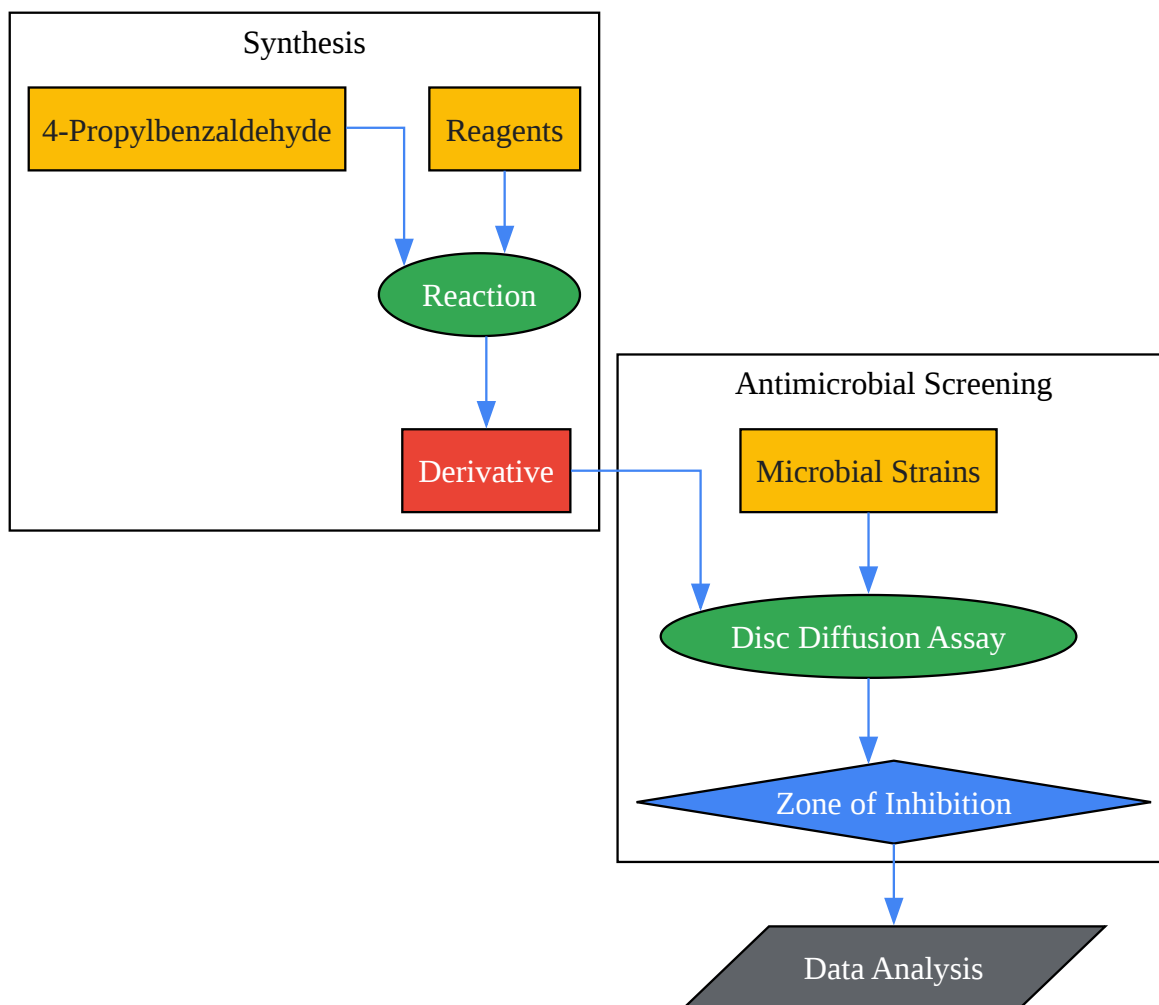 Synthesis
4-Propylbenzaldehyde
Reagents
Reaction
Derivative
Antimicrobial Screening
Microbial Strains
Disc Diffusion Assay
Zone of Inhibition
Data Analysis